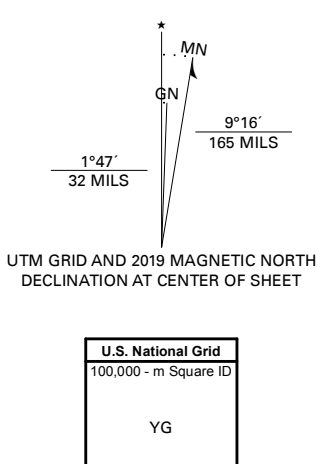 ★
MN
GN
9°16´
165 MILS
1°47´
32 MILS
UTM GRID AND 2019 MAGNETIC NORTH
DECLINATION AT CENTER OF SHEET
U.S. National Grid
100,000 - m Square ID
YG